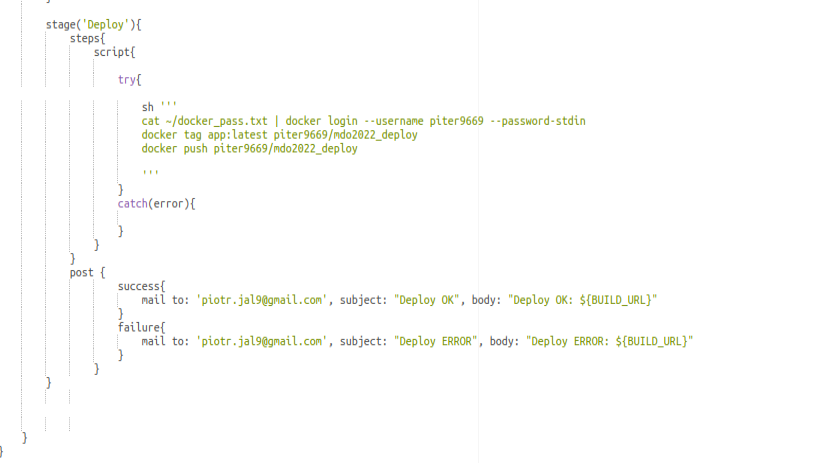 }
stage('Deploy'){
steps{
script{
try{
sh '''
cat ~/docker_pass.txt | docker login --username piter9669 --password-stdin
docker tag app:latest piter9669/mdo2022_deploy
docker push piter9669/mdo2022_deploy
'''
}
catch(error){
}
}
}
post {
success{
mail to: 'piotr.jal9@gmail.com', subject: "Deploy OK", body: "Deploy OK: ${BUILD_URL}"
}
failure{
mail to: 'piotr.jal9@gmail.com', subject: "Deploy ERROR", body: "Deploy ERROR: ${BUILD_URL}"
}
}
}
}
}